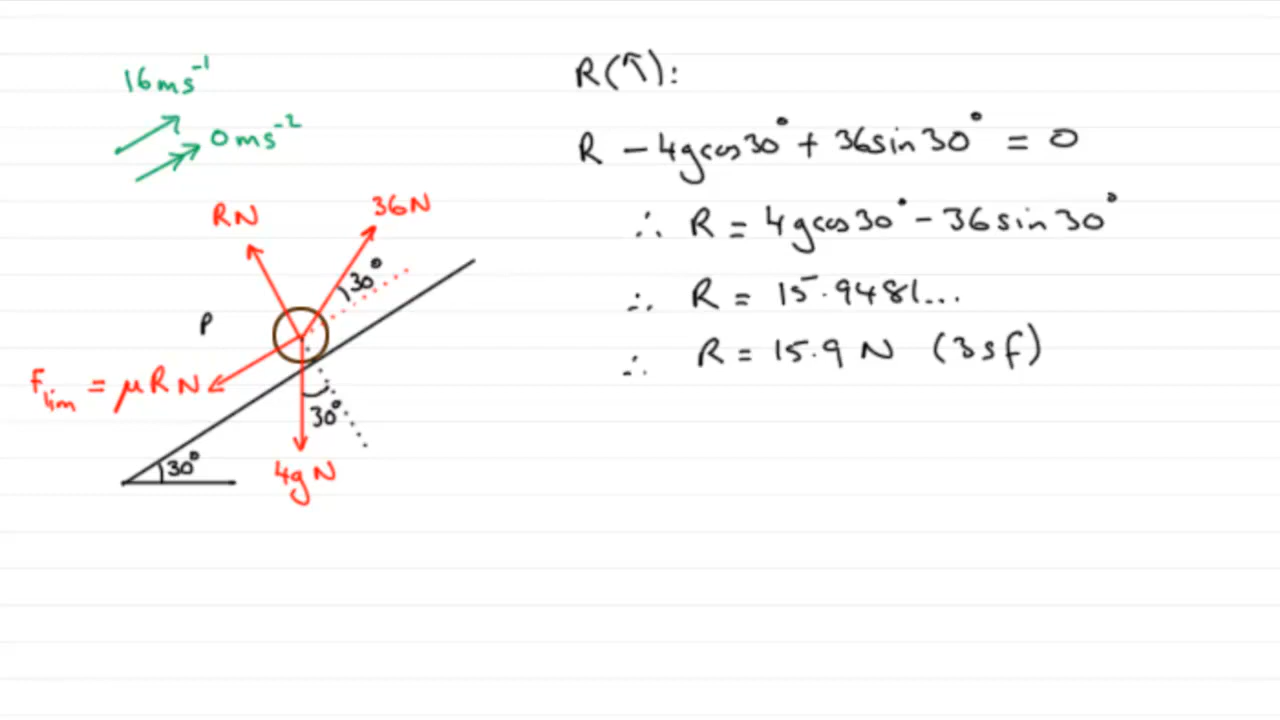 16ms⁻¹
0ms⁻²
RN
36N
30°
P
F_lim = μRN
30°
30°
4gN
R(↑):
R − 4gcos30° + 36sin30° = 0
∴ R = 4gcos30° − 36sin30°
∴ R = 15.9481...
∴ R = 15.9 N (3sf)